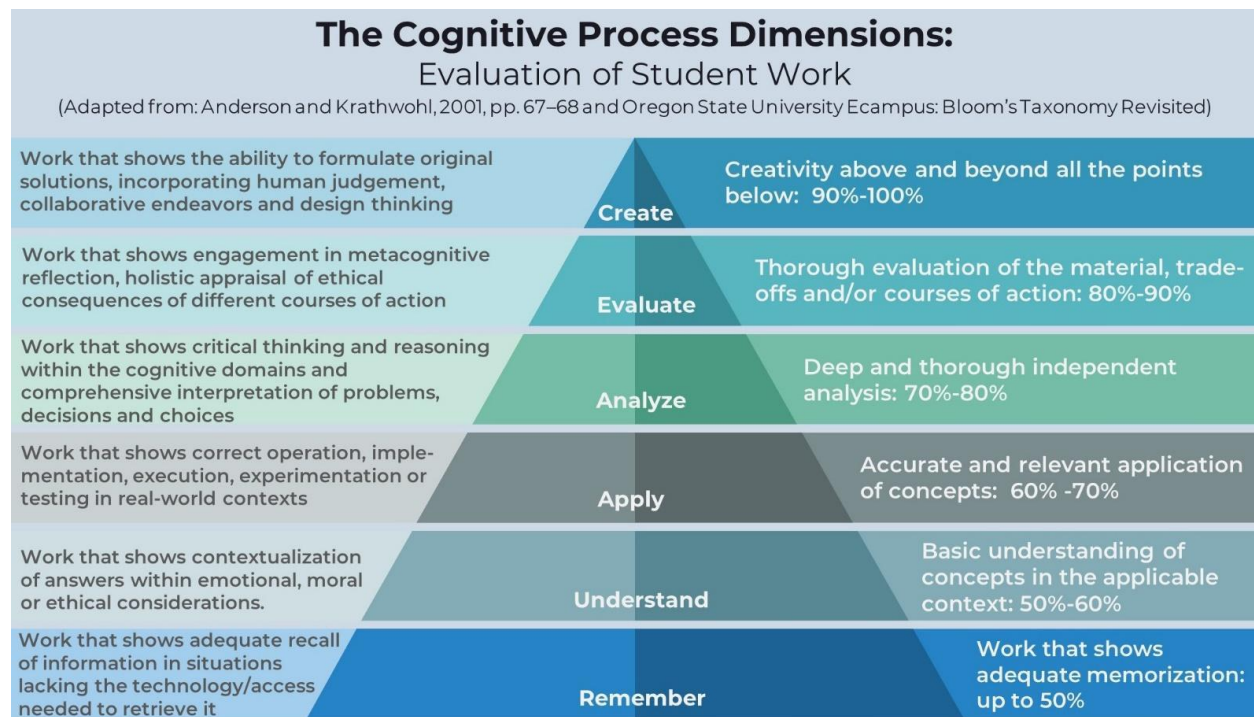 The Cognitive Process Dimensions:
Evaluation of Student Work
(Adapted from: Anderson and Krathwohl, 2001, pp. 67–68 and Oregon State University Ecampus: Bloom's Taxonomy Revisited)
Work that shows the ability to formulate original
solutions, incorporating human judgement,
collaborative endeavors and design thinking
Create
Creativity above and beyond all the points
below: 90%-100%
Work that shows engagement in metacognitive
reflection, holistic appraisal of ethical
consequences of different courses of action
Evaluate
Thorough evaluation of the material, trade-
offs and/or courses of action: 80%-90%
Work that shows critical thinking and reasoning
within the cognitive domains and
comprehensive interpretation of problems,
decisions and choices
Analyze
Deep and thorough independent
analysis: 70%-80%
Work that shows correct operation, imple-
mentation, execution, experimentation or
testing in real-world contexts
Apply
Accurate and relevant application
of concepts: 60% -70%
Work that shows contextualization
of answers within emotional, moral
or ethical considerations.
Understand
Basic understanding of
concepts in the applicable
context: 50%-60%
Work that shows adequate recall
of information in situations
lacking the technology/access
needed to retrieve it
Remember
Work that shows
adequate memorization:
up to 50%